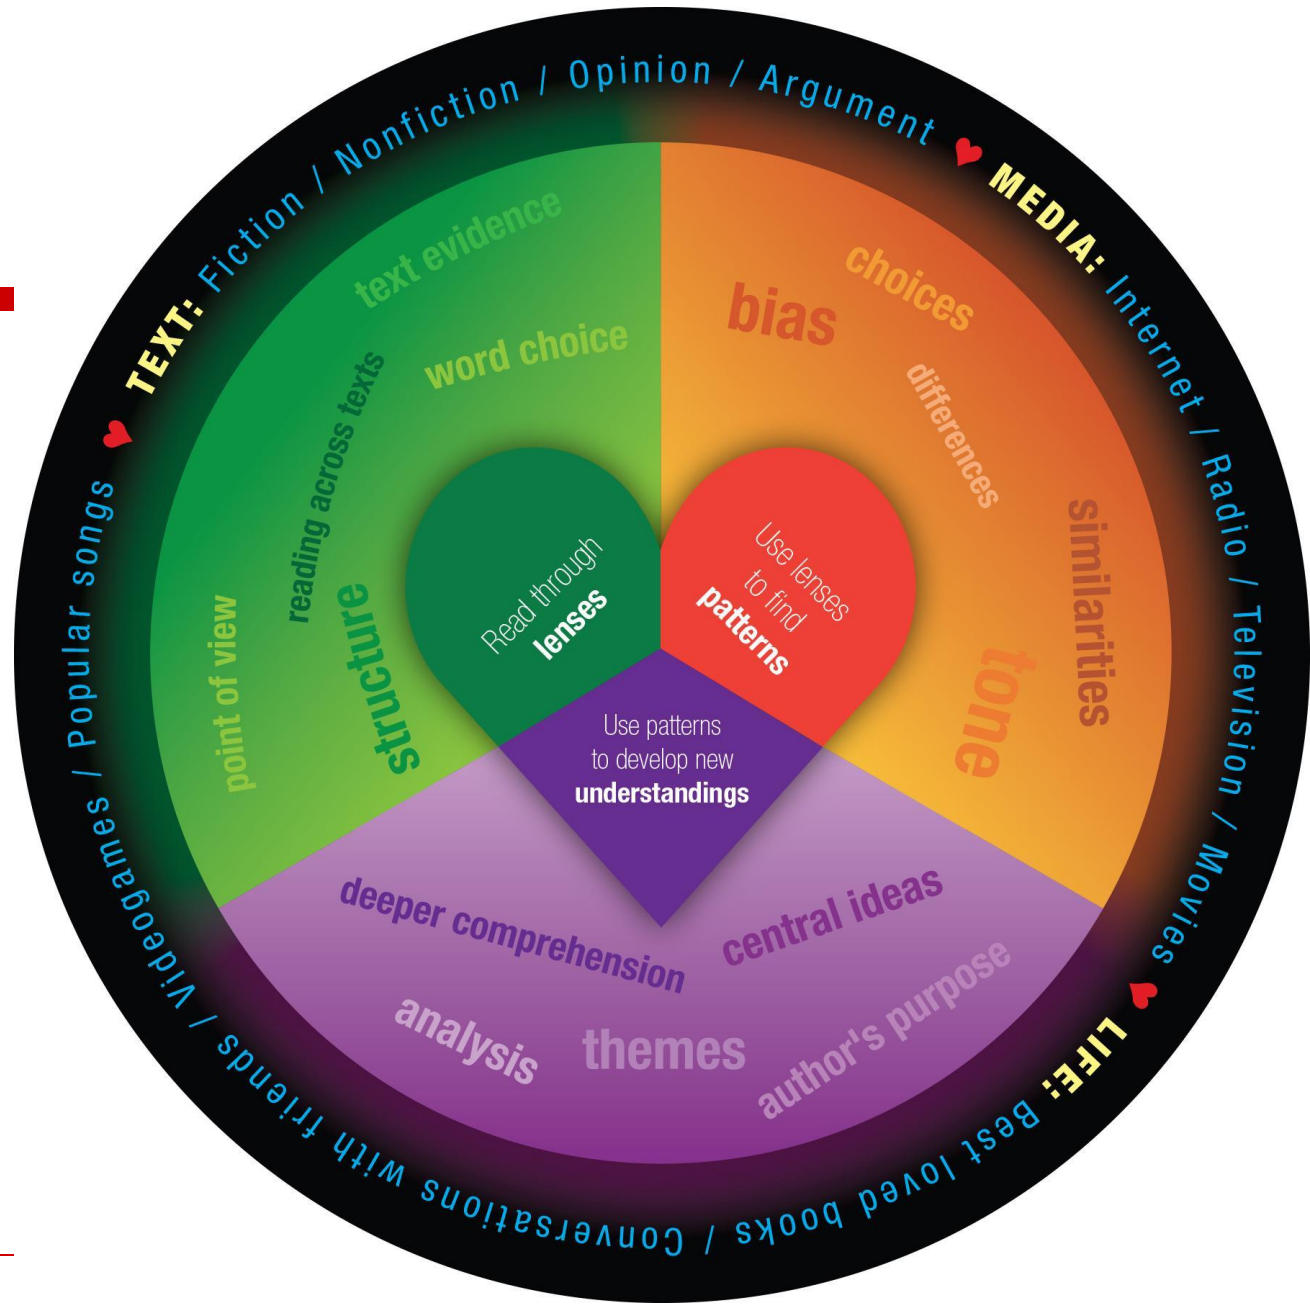 TEXT: Fiction / Nonfiction / Opinion / Argument
MEDIA: Internet / Radio / Television / Movies
LIFE: Best loved books / Conversations with friends / Videogames / Popular songs
text evidence
word choice
reading across texts
structure
point of view
bias
choices
differences
similarities
tone
Read through
lenses
Use lenses
to find
patterns
Use patterns
to develop new
understandings
deeper comprehension
central ideas
analysis
themes
author's purpose